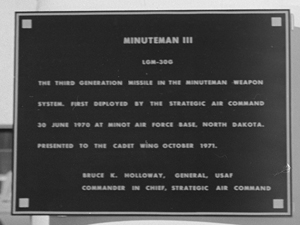 MINUTEMAN III
LGM-30G
THE THIRD GENERATION MISSILE IN THE MINUTEMAN WEAPON
SYSTEM. FIRST DEPLOYED BY THE STRATEGIC AIR COMMAND
30 JUNE 1970 AT MINOT AIR FORCE BASE, NORTH DAKOTA.
PRESENTED TO THE CADET WING OCTOBER 1971.
BRUCE K. HOLLOWAY, GENERAL, USAF
COMMANDER IN CHIEF, STRATEGIC AIR COMMAND